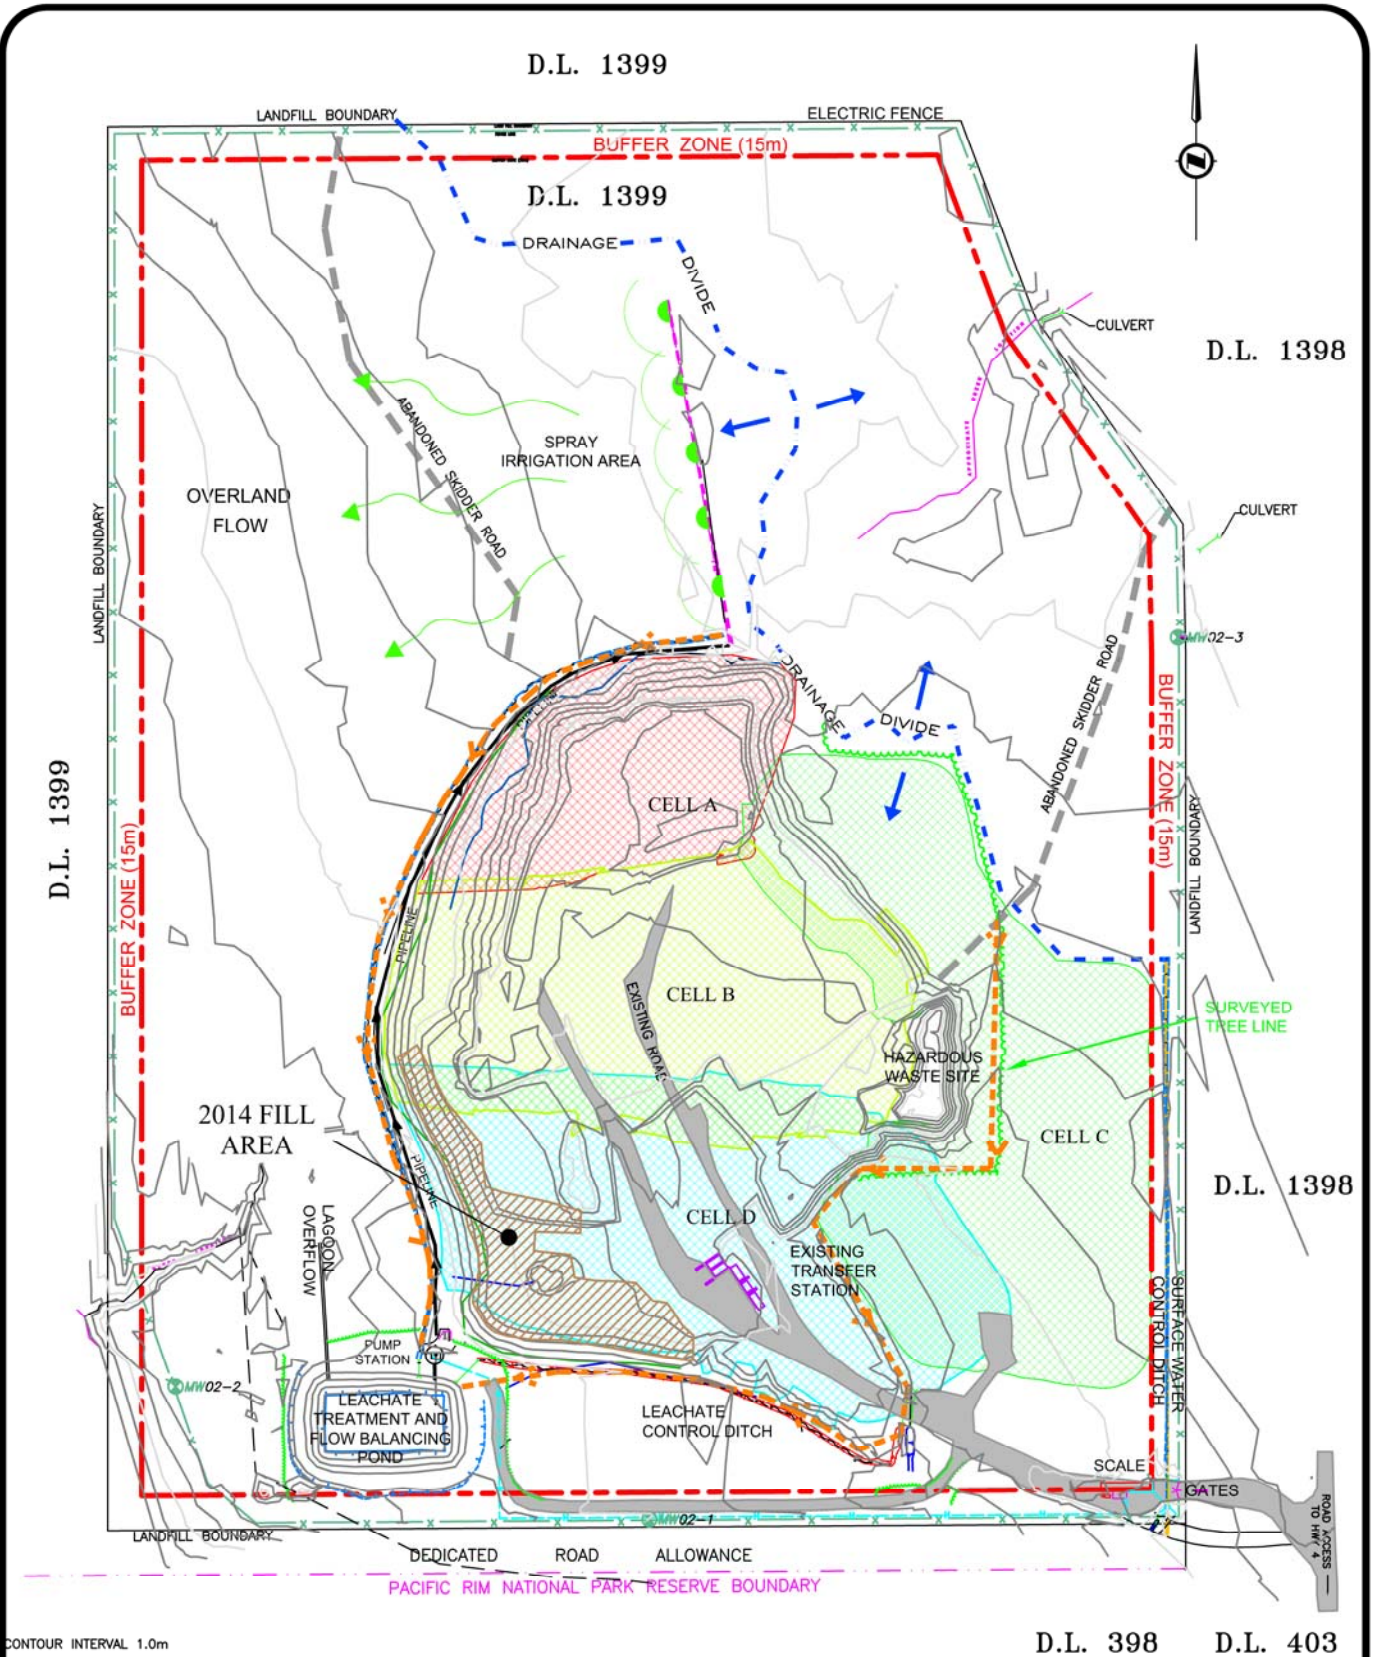 D.L. 1399
LANDFILL BOUNDARY
ELECTRIC FENCE
BUFFER ZONE (15m)
D.L. 1399
DRAINAGE
DIVIDE
CULVERT
D.L. 1398
ABANDONED SKIDDER ROAD
SPRAY
IRRIGATION AREA
OVERLAND
FLOW
CULVERT
LANDFILL BOUNDARY
MW02-3
DRAINAGE
DIVIDE
ABANDONED SKIDDER ROAD
BUFFER ZONE (15m)
LANDFILL BOUNDARY
D.L. 1399
BUFFER ZONE (15m)
PIPELINE
CELL A
PIPELINE
CELL B
EXISTING ROAD
SURVEYED
TREE LINE
HAZARDOUS
WASTE SITE
2014 FILL
AREA
CELL C
PIPELINE
D.L. 1398
LAGOON
OVERFLOW
CELL D
EXISTING
TRANSFER
STATION
SURFACE WATER
CONTROL DITCH
PUMP
STATION
MW02-2
LEACHATE
TREATMENT AND
FLOW BALANCING
POND
LEACHATE
CONTROL DITCH
SCALE
GATES
ROAD ACCESS
TO HWY 4
MW02-1
LANDFILL BOUNDARY
DEDICATED ROAD ALLOWANCE
PACIFIC RIM NATIONAL PARK RESERVE BOUNDARY
CONTOUR INTERVAL 1.0m
D.L. 398
D.L. 403